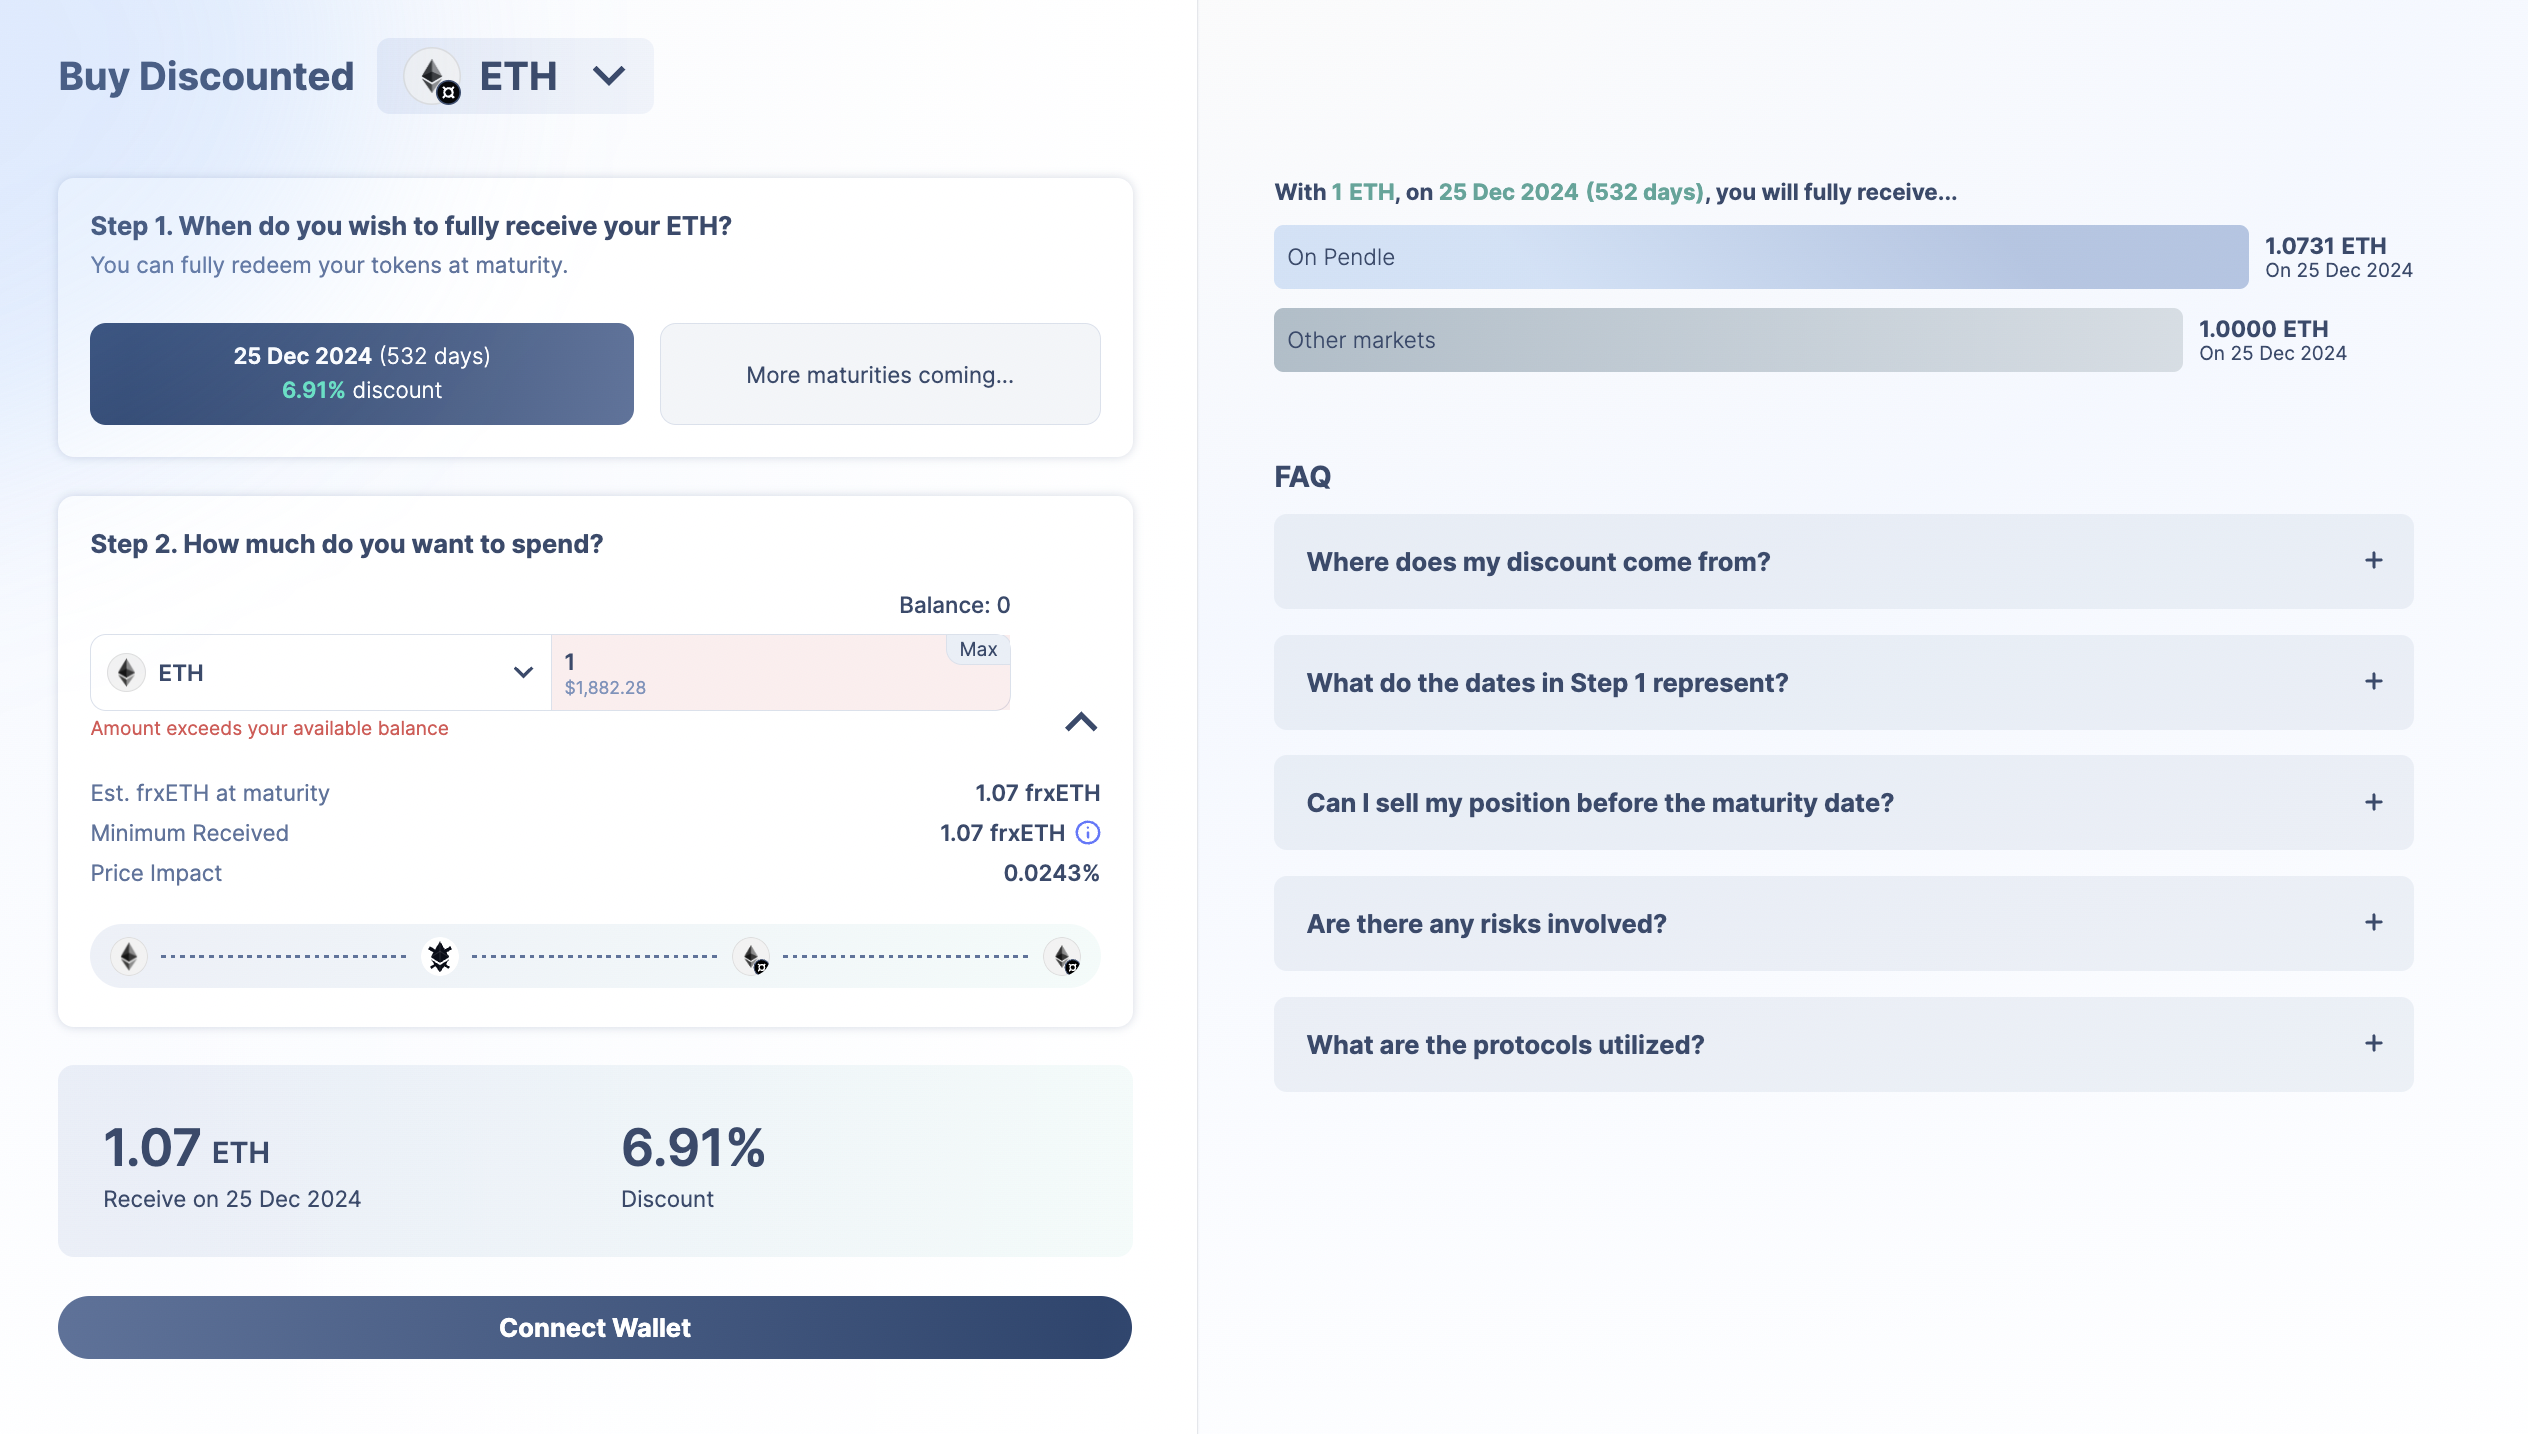 Buy Discounted ETH
Step 1. When do you wish to fully receive your ETH?
You can fully redeem your tokens at maturity.
25 Dec 2024 (532 days)
6.91% discount
More maturities coming...
Step 2. How much do you want to spend?
Balance: 0
ETH
1
$1,882.28
Max
Amount exceeds your available balance
Est. frxETH at maturity 1.07 frxETH
Minimum Received 1.07 frxETH
Price Impact 0.0243%
1.07 ETH
Receive on 25 Dec 2024
6.91%
Discount
Connect Wallet
With 1 ETH, on 25 Dec 2024 (532 days), you will fully receive...
On Pendle
1.0731 ETH
On 25 Dec 2024
Other markets
1.0000 ETH
On 25 Dec 2024
FAQ
Where does my discount come from?
What do the dates in Step 1 represent?
Can I sell my position before the maturity date?
Are there any risks involved?
What are the protocols utilized?